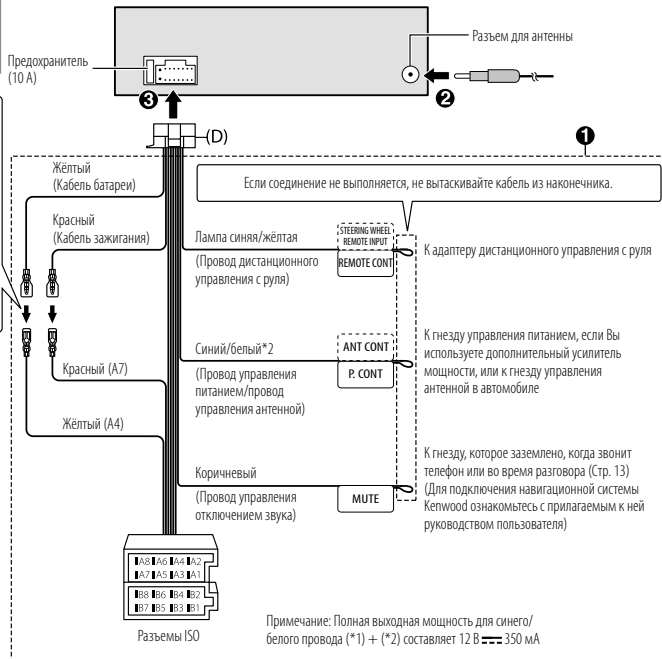 Разъем для антенны
Предохранитель
(10 А)
❸
❷
(D)
❶
Жёлтый
(Кабель батареи)
Если соединение не выполняется, не вытаскивайте кабель из наконечника.
Красный
(Кабель зажигания)
Лампа синяя/жёлтая
(Провод дистанционного
управления с руля)
STEERING WHEEL
REMOTE INPUT
REMOTE CONT
К адаптеру дистанционного управления с руля
Синий/белый*2
(Провод управления
питанием/провод
управления антенной)
ANT CONT
P. CONT
К гнезду управления питанием, если Вы
используете дополнительный усилитель
мощности, или к гнезду управления
антенной в автомобиле
Красный (A7)
Жёлтый (A4)
Коричневый
(Провод управления
отключением звука)
MUTE
К гнезду, которое заземлено, когда звонит
телефон или во время разговора (Стр. 13)
(Для подключения навигационной системы
Kenwood ознакомьтесь с прилагаемым к ней
руководством пользователя)
A8 A6 A4 A2
A7 A5 A3 A1
B8 B6 B4 B2
B7 B5 B3 B1
Разъемы ISO
Примечание: Полная выходная мощность для синего/
белого провода (*1) + (*2) составляет 12 В ⎓ 350 мА